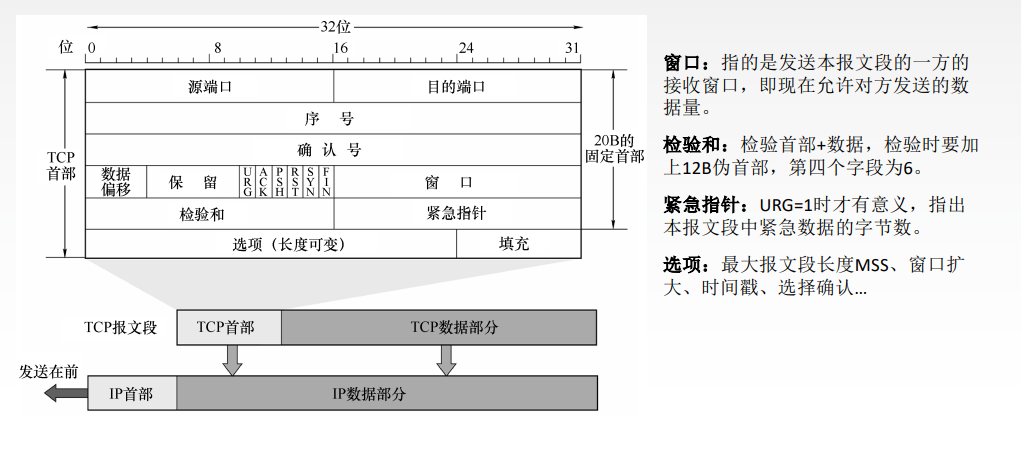 32位
位 0 8 16 24 31
TCP
首部
源端口 目的端口
序 号
确 认 号
数据
偏移
保 留
URG ACK PSH RST SYN FIN
窗 口
检验和 紧急指针
选项（长度可变） 填充
20B的
固定首部
TCP报文段 TCP首部 TCP数据部分
发送在前
IP首部 IP数据部分
窗口：指的是发送本报文段的一方的
接收窗口，即现在允许对方发送的数
据量。
检验和：检验首部+数据，检验时要加
上12B伪首部，第四个字段为6。
紧急指针：URG=1时才有意义，指出
本报文段中紧急数据的字节数。
选项：最大报文段长度MSS、窗口扩
大、时间戳、选择确认…